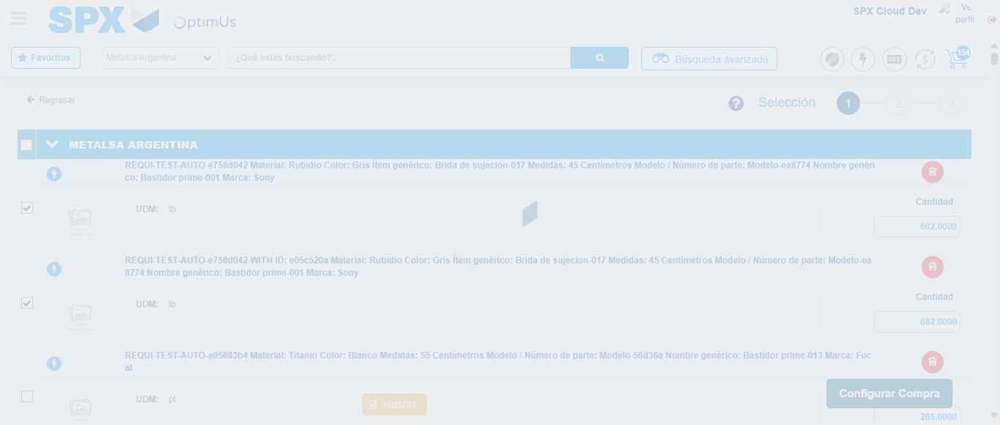 SPX OptimUs
SPX Cloud Dev
Ve
perfil
Favoritos
Metalsa Argentina
¿Qué estás buscando?...
Búsqueda avanzada
154
Regresar
? Selección 1 2 3
METALSA ARGENTINA
REQUI-TEST-AUTO-e758d042 Material: Rubidio Color: Gris Ítem genérico: Brida de sujecion-017 Medidas: 45 Centímetros Modelo / Número de parte: Modelo-ea8774 Nombre genéri
co: Bastidor prime-001 Marca: Sony
UDM: tb
Cantidad
682.0000
REQUI-TEST-AUTO-e758d042 WITH ID: e05c520a Material: Rubidio Color: Gris Ítem genérico: Brida de sujecion-017 Medidas: 45 Centímetros Modelo / Número de parte: Modelo-ea
8774 Nombre genérico: Bastidor prime-001 Marca: Sony
UDM: tb
Cantidad
682.0000
REQUI-TEST-AUTO-a05683b4 Material: Titanio Color: Blanco Medidas: 55 Centímetros Modelo / Número de parte: Modelo-56d36a Nombre genérico: Bastidor prime-013 Marca: Foc
al
UDM: pt
1005781
Configurar Compra
265.0000